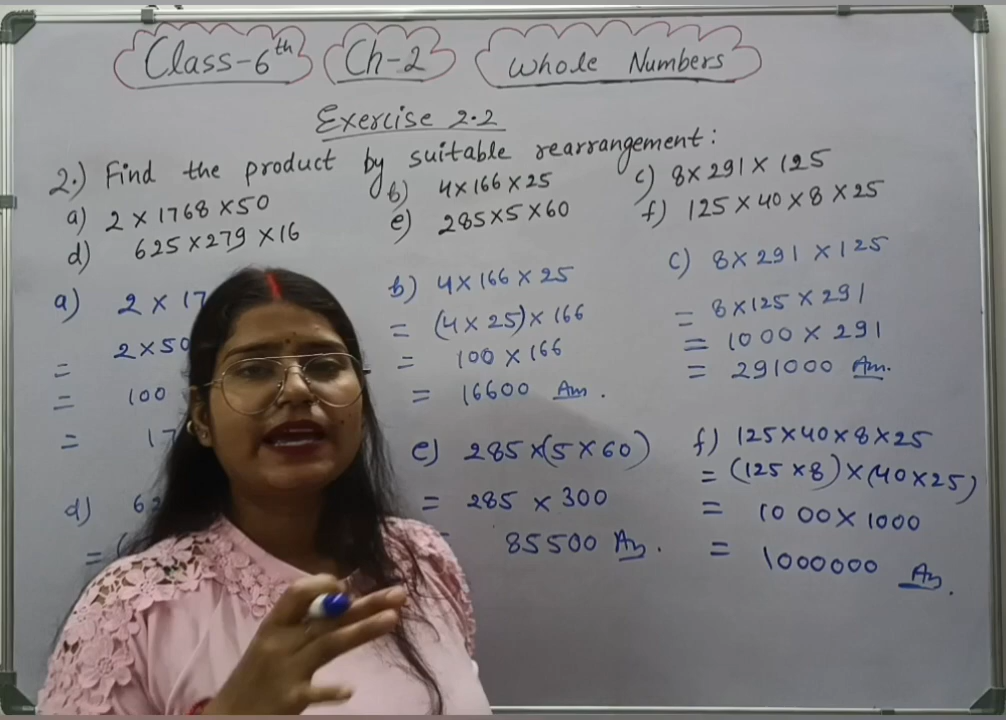 Class-6th Ch-2 Whole Numbers
Exercise 2.2
2.) Find the product by suitable rearrangement:
a) 2×1768×50 b) 4×166×25 c) 8×291×125
d) 625×279×16 e) 285×5×60 f) 125×40×8×25
a) 2×17
= 2×50
= 100
= 17
b) 4×166×25
= (4×25)×166
= 100×166
= 16600 Ans.
c) 8×291×125
= 8×125×291
= 1000×291
= 291000 Ans.
d) 62
= (
e) 285×(5×60)
= 285×300
85500 Ans.
f) 125×40×8×25
= (125×8)×(40×25)
= 1000×1000
= 1000000 Ans.